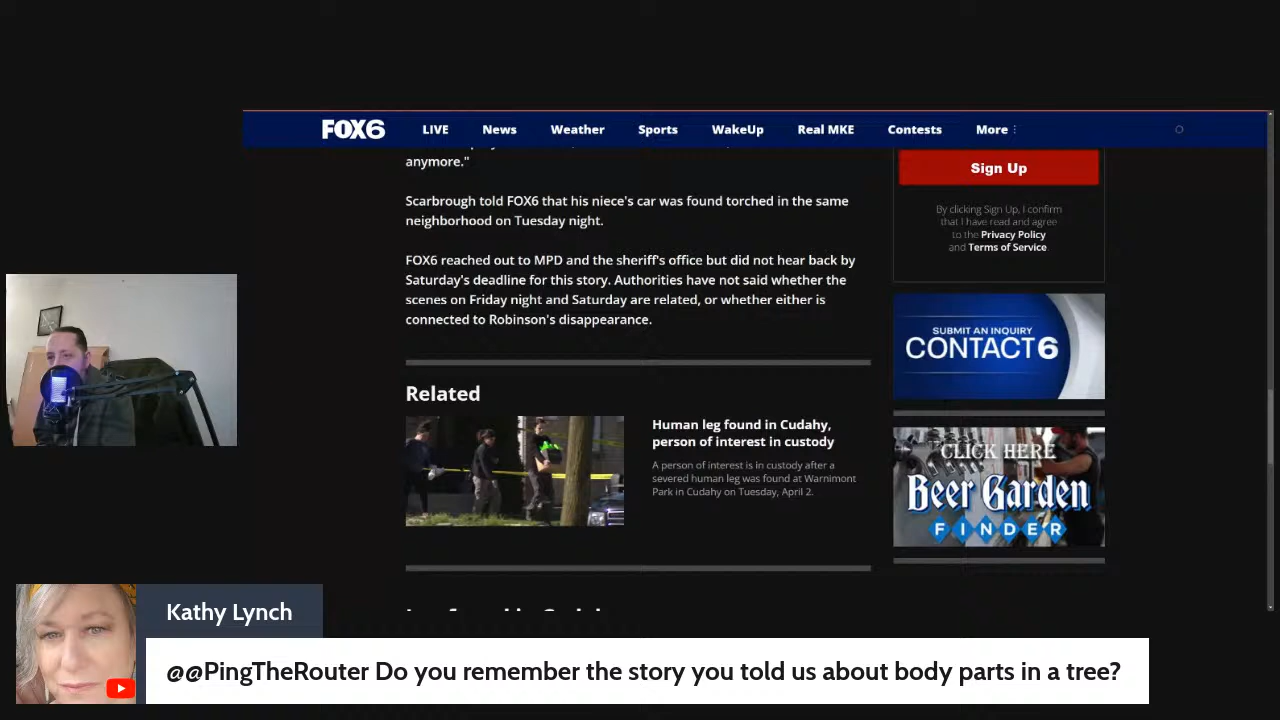 FOX6 LIVE News Weather Sports WakeUp Real MKE Contests More
anymore."
Scarbrough told FOX6 that his niece's car was found torched in the same
neighborhood on Tuesday night.
FOX6 reached out to MPD and the sheriff's office but did not hear back by
Saturday's deadline for this story. Authorities have not said whether the
scenes on Friday night and Saturday are related, or whether either is
connected to Robinson's disappearance.
Related
Human leg found in Cudahy,
person of interest in custody
A person of interest is in custody after a
severed human leg was found at Warnimont
Park in Cudahy on Tuesday, April 2.
Sign Up
By clicking Sign Up, I confirm
that I have read and agree
to the Privacy Policy
and Terms of Service.
SUBMIT AN INQUIRY
CONTACT 6
CLICK HERE
Beer Garden
FINDER
Kathy Lynch
@@PingTheRouter Do you remember the story you told us about body parts in a tree?